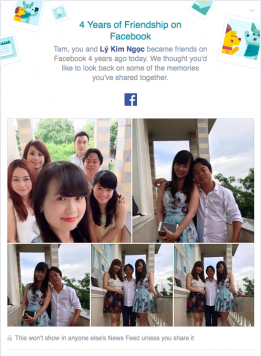 4 Years of Friendship on
Facebook
Tam, you and Lý Kim Ngọc became friends on
Facebook 4 years ago today. We thought you'd
like to look back on some of the memories
you've shared together.
This won't show in anyone else's News Feed unless you share it